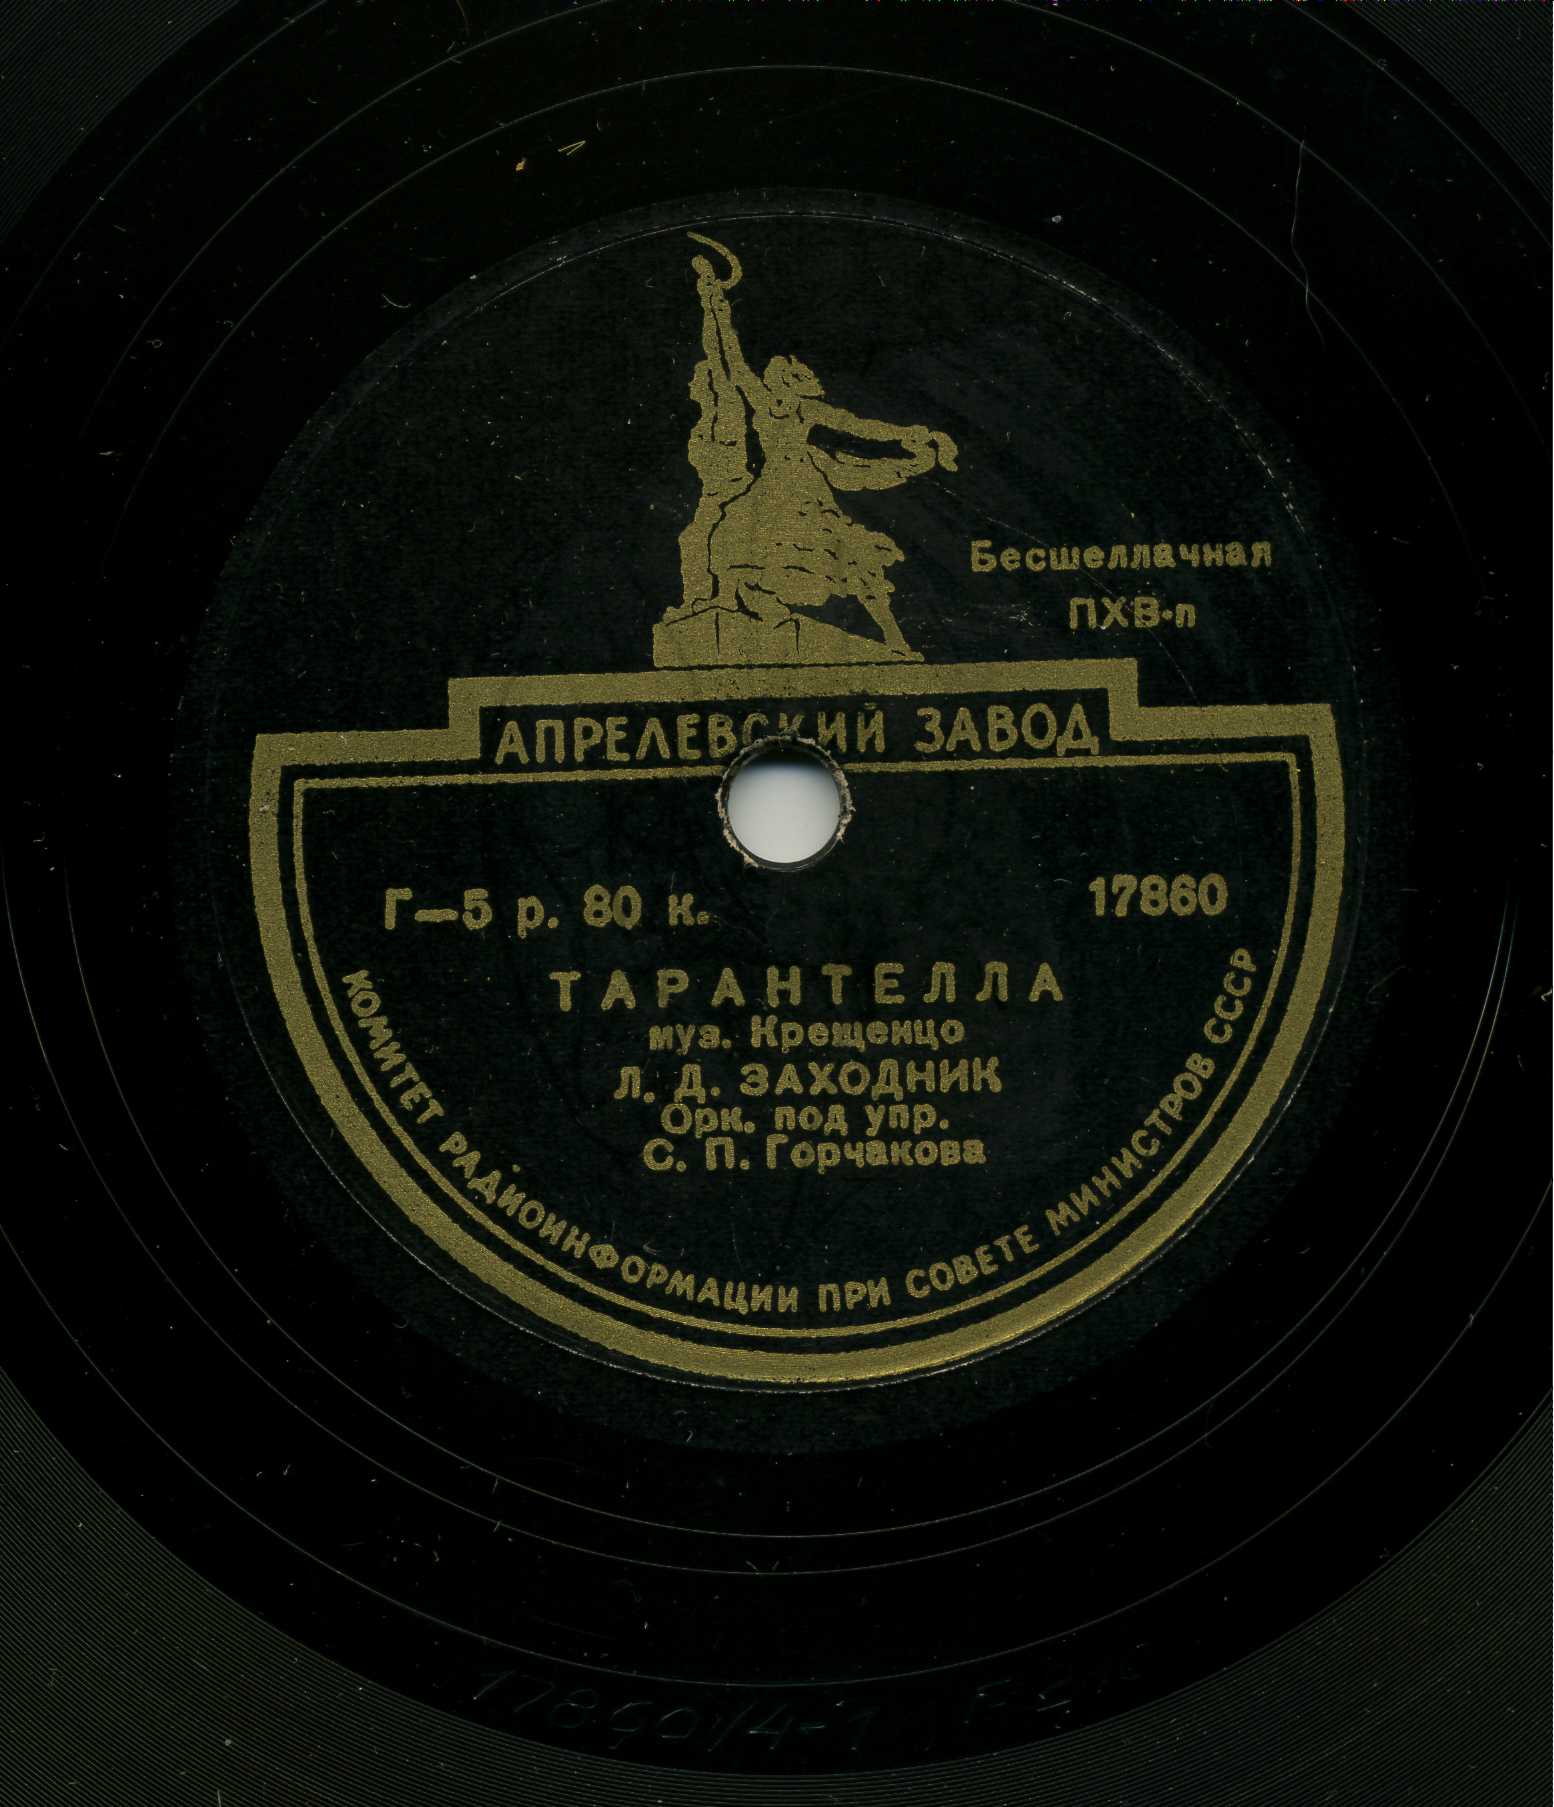 Бесшеллачная
ПХВ-п
АПРЕЛЕВСКИЙ ЗАВОД
Г—5 р. 80 к.
17860
ТАРАНТЕЛЛА
муз. Крещенцо
Л. Д. ЗАХОДНИК
Орк. под упр.
С. П. Горчакова
КОМИТЕТ РАДИОИНФОРМАЦИИ ПРИ СОВЕТЕ МИНИСТРОВ СССР